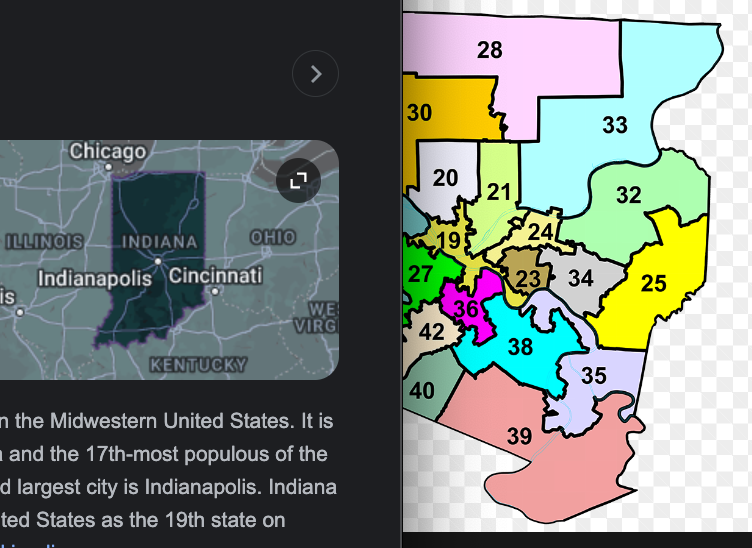 Chicago
ILLINOIS
INDIANA
OHIO
Indianapolis
Cincinnati
is
WE
VIRG
KENTUCKY
n the Midwestern United States. It is
and the 17th-most populous of the
d largest city is Indianapolis. Indiana
ted States as the 19th state on
28
30
33
20
21
32
19
24
27
23
34
25
36
42
38
35
40
39